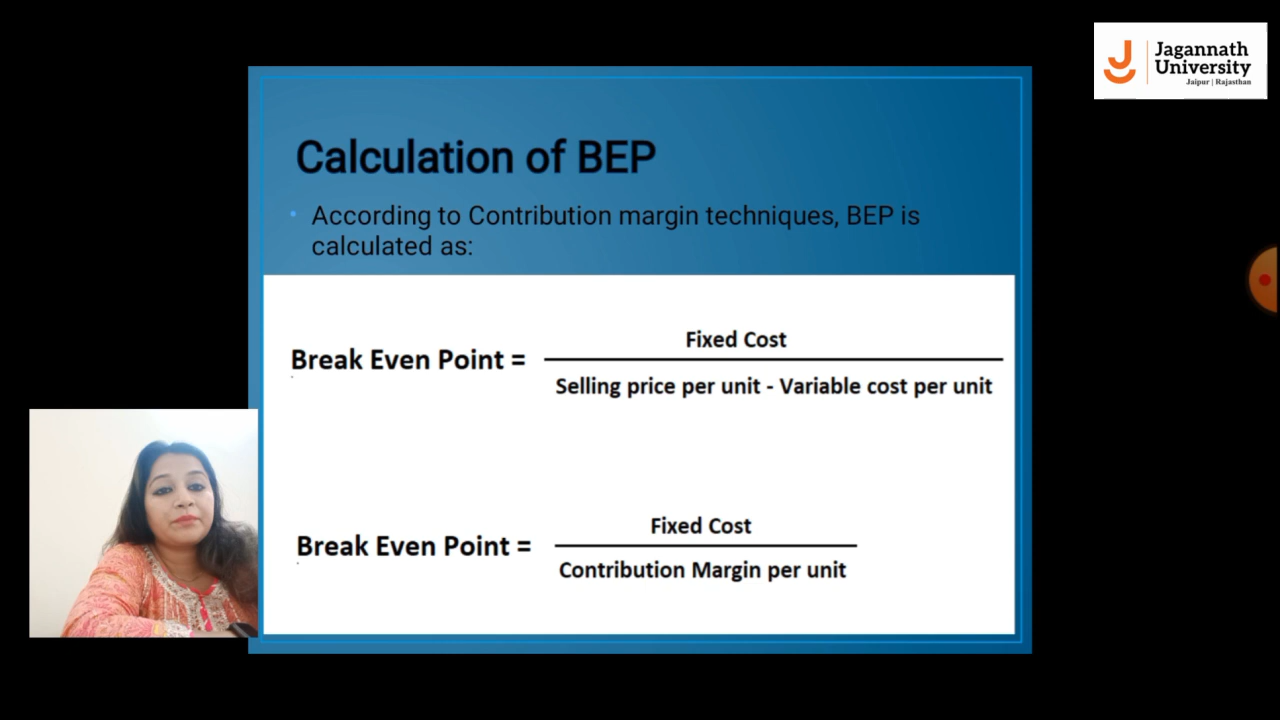 Jagannath
University
Jaipur | Rajasthan
Calculation of BEP
• According to Contribution margin techniques, BEP is
calculated as:
Fixed Cost
Break Even Point =
Selling price per unit - Variable cost per unit
Fixed Cost
Break Even Point =
Contribution Margin per unit